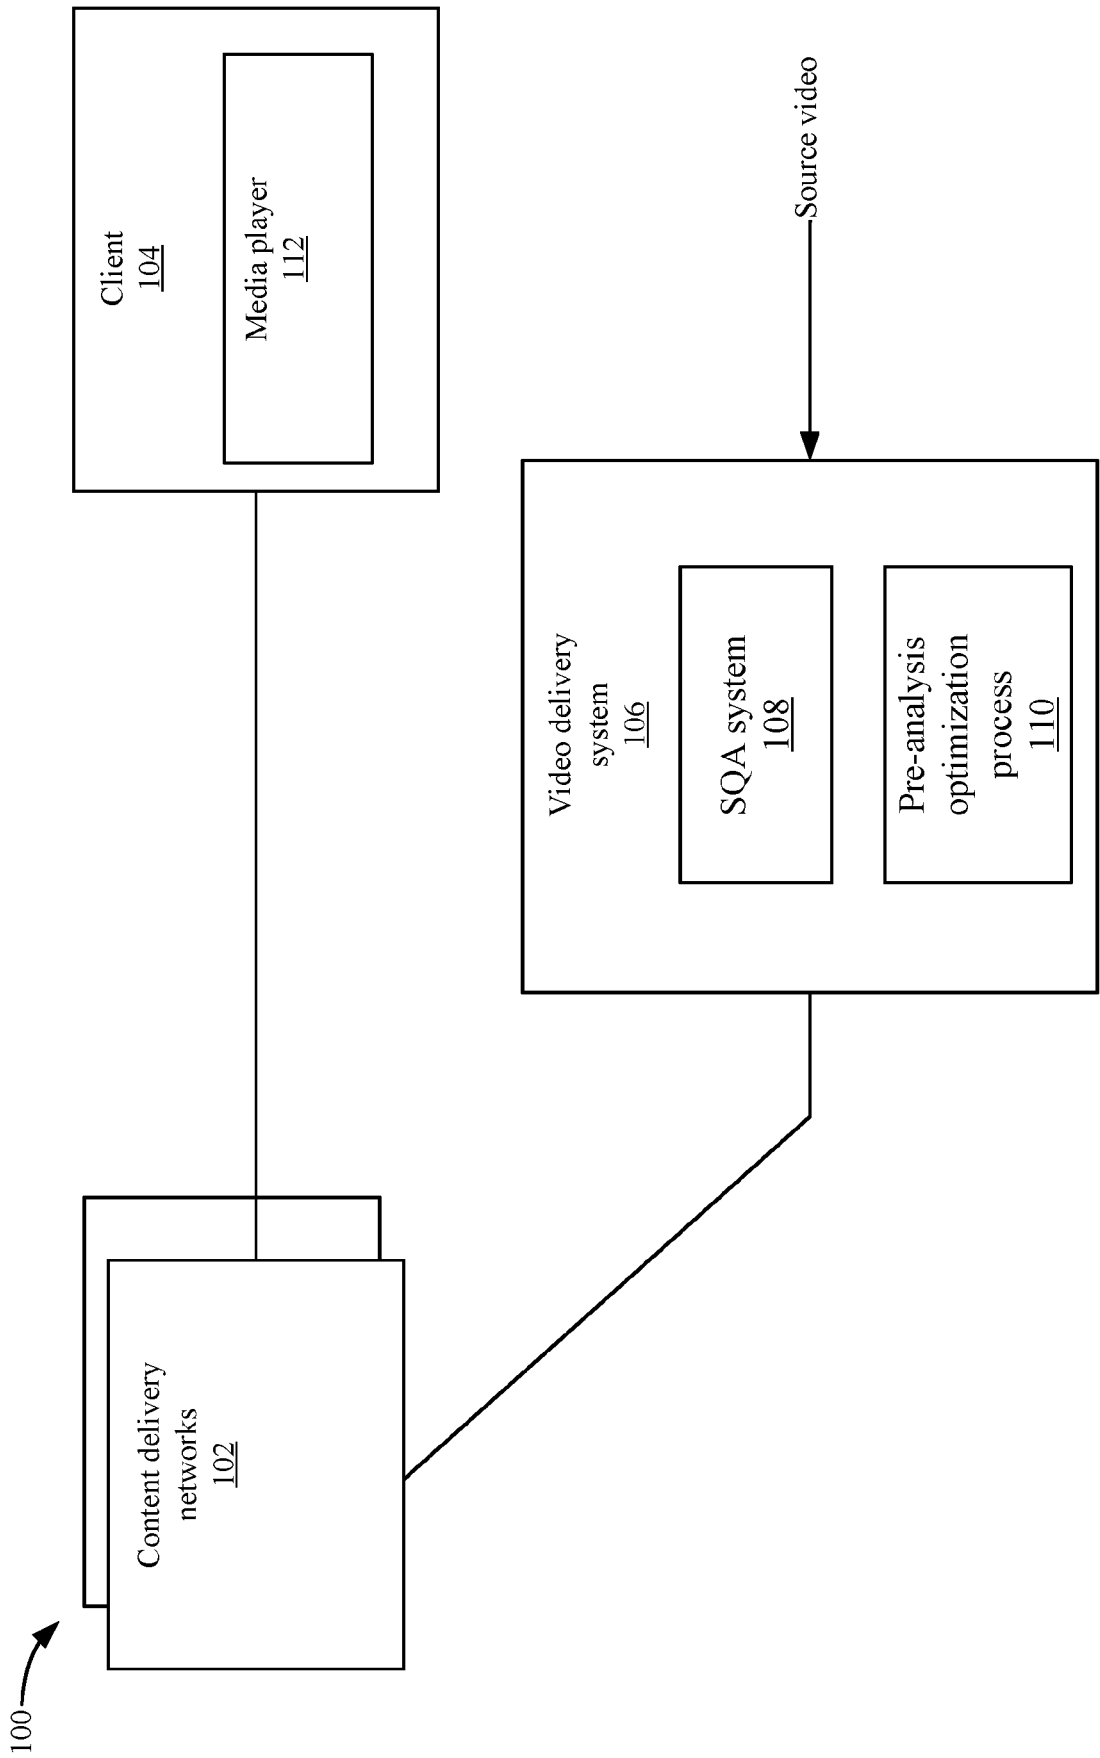 100
Content delivery
networks
102
Client
104
Media player
112
Video delivery
system
106
SQA system
108
Pre-analysis
optimization
process
110
Source video